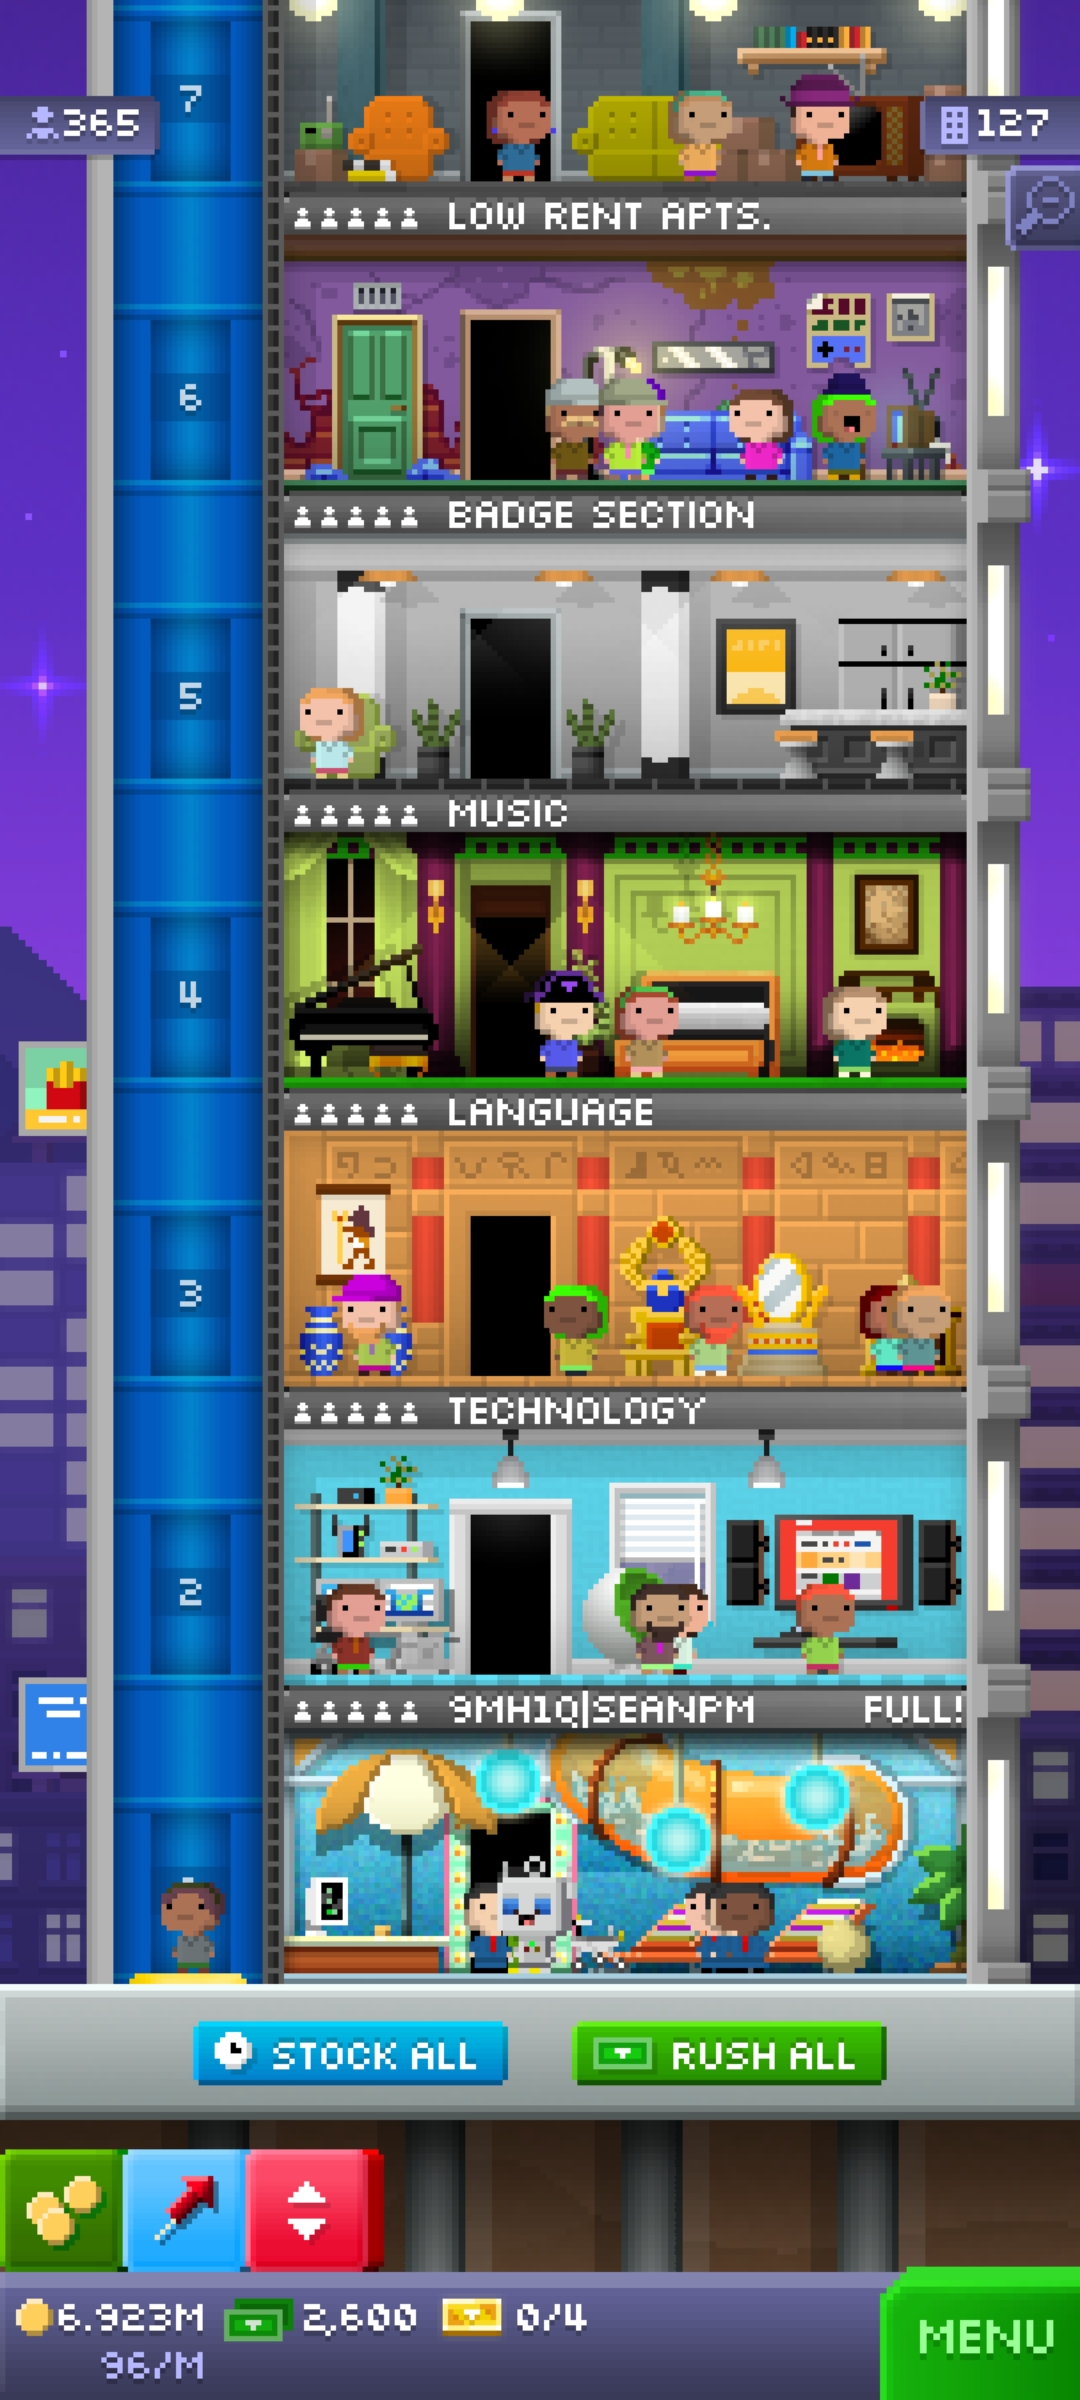 7
365
127
LOW RENT APTS.
6
BADGE SECTION
5
MUSIC
4
LANGUAGE
3
TECHNOLOGY
2
9MH1Q|SEANPM FULL!
STOCK ALL
RUSH ALL
6.923M 2,600 0/4
96/M
MENU